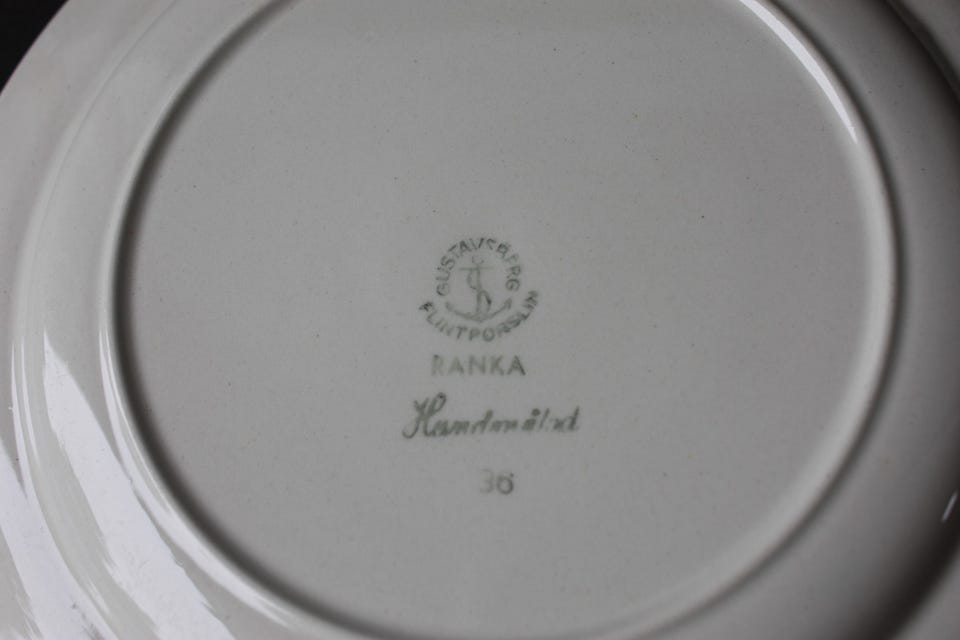 GUSTAVSBERG
FLINTPORSLIN
RANKA
Handmålad
36